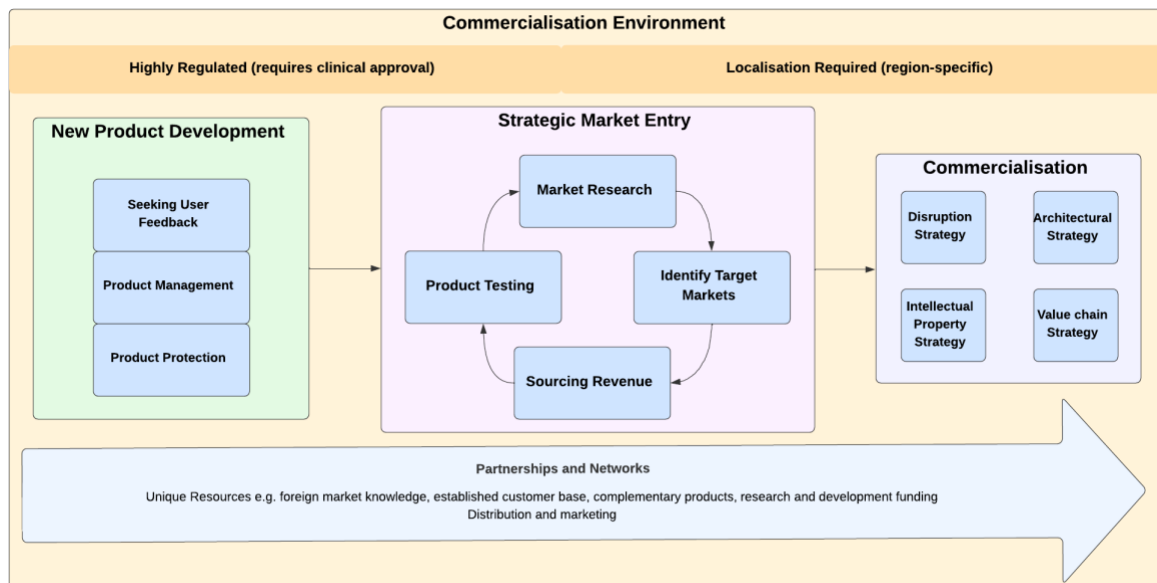 Commercialisation Environment
Highly Regulated (requires clinical approval)
Localisation Required (region-specific)
New Product Development
Seeking User
Feedback
Product Management
Product Protection
Strategic Market Entry
Market Research
Identify Target
Markets
Sourcing Revenue
Product Testing
Commercialisation
Disruption
Strategy
Architectural
Strategy
Intellectual
Property
Strategy
Value chain
Strategy
Partnerships and Networks
Unique Resources e.g. foreign market knowledge, established customer base, complementary products, research and development funding
Distribution and marketing